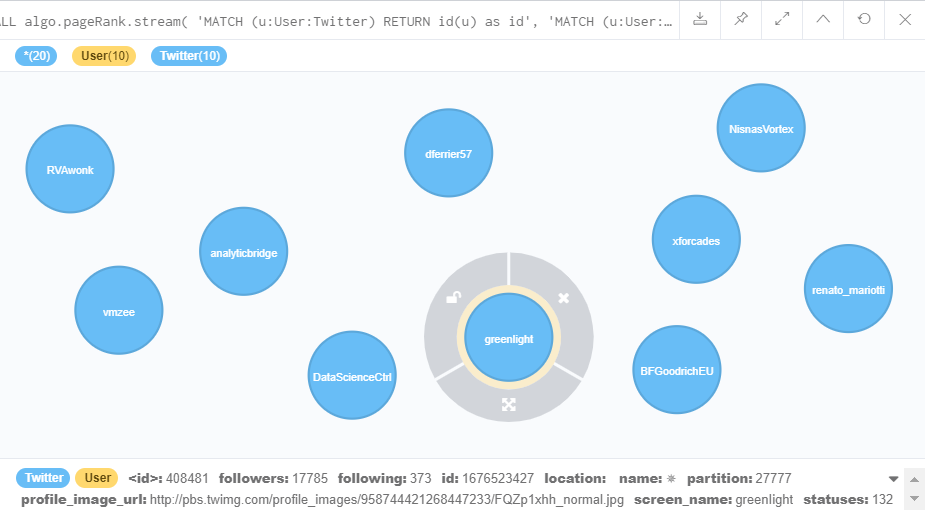 ALL algo.pageRank.stream( 'MATCH (u:User:Twitter) RETURN id(u) as id', 'MATCH (u:User:…
*(20) User(10) Twitter(10)
NisnasVortex
dferrier57
RVAwonk
xforcades
analyticbridge
renato_mariotti
vmzee
greenlight
BFGoodrichEU
DataScienceCtrl
Twitter User <id>: 408481 followers: 17785 following: 373 id: 1676523427 location: name: ✵ partition: 27777
profile_image_url: http://pbs.twimg.com/profile_images/958744421268447233/FQZp1xhh_normal.jpg screen_name: greenlight statuses: 132